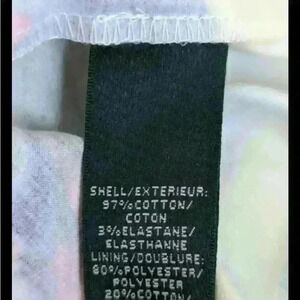 SHELL/EXTERIEUR:
97%COTTON/
COTON
3%ELASTANE/
ELASTHANNE
LINING/DOUBLURE:
80%POLYESTER/
POLYESTER
20%COTTON/